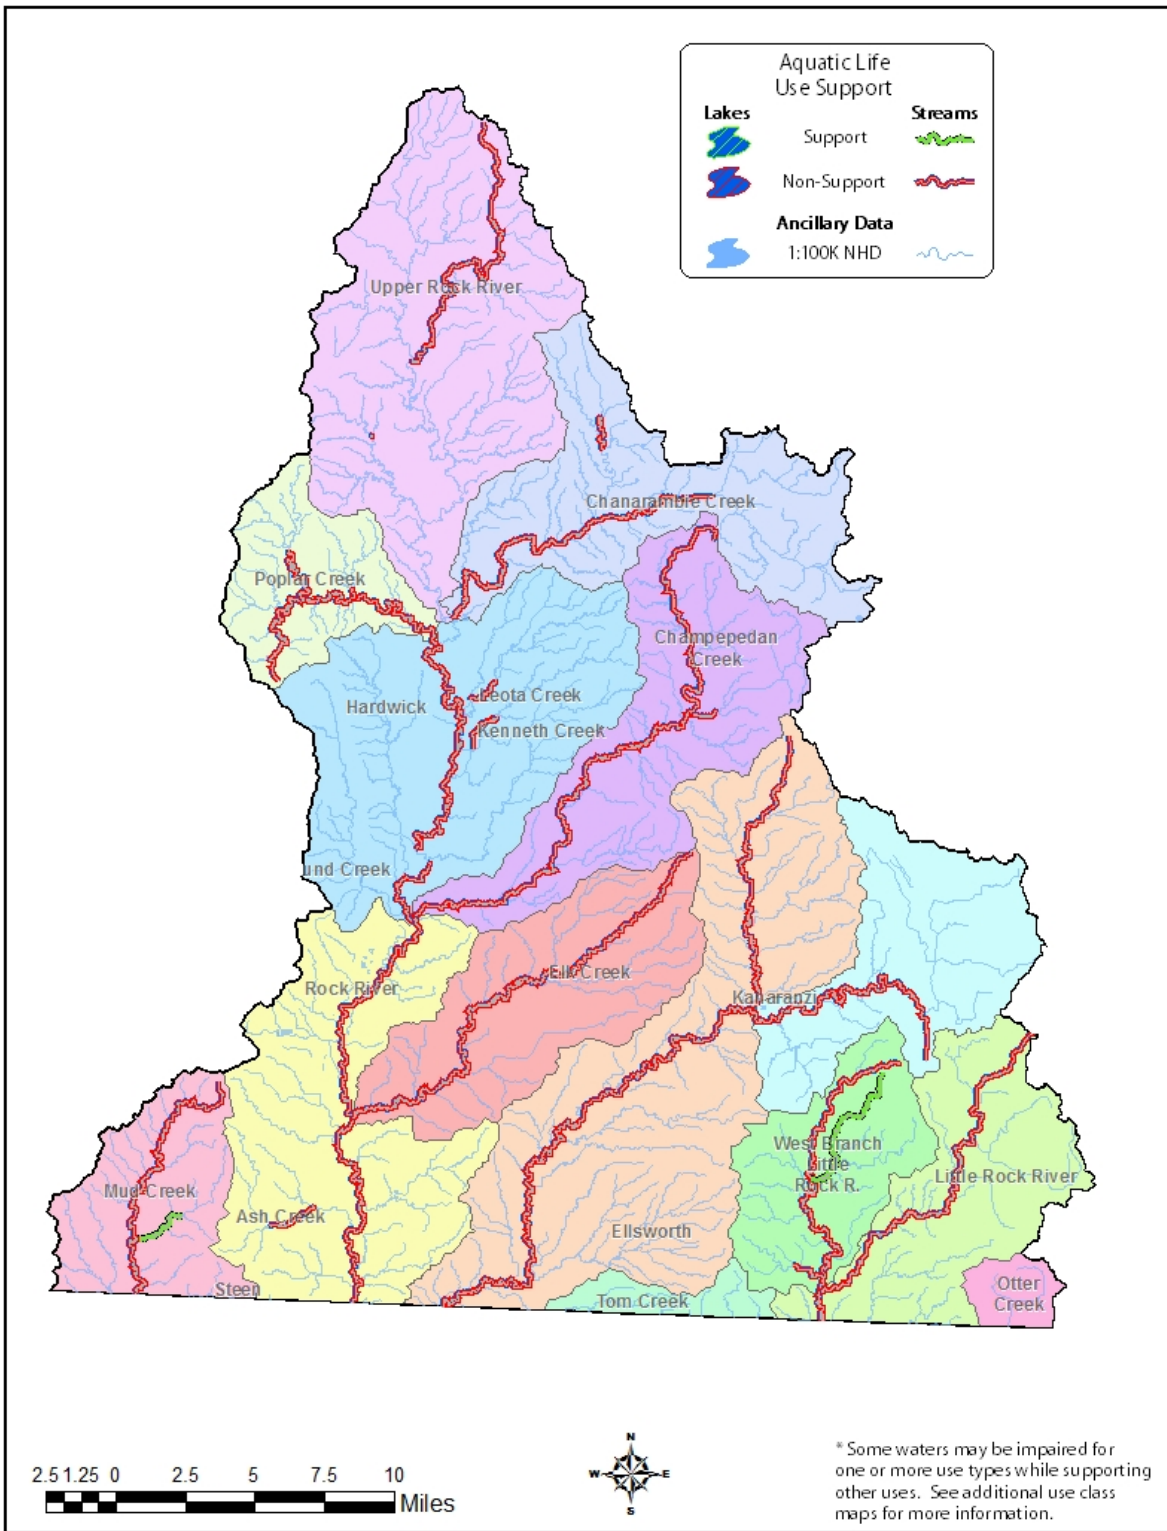 Aquatic Life
Use Support
Lakes
Streams
Support
Non-Support
Ancillary Data
1:100K NHD
Upper Rock River
Chanarambie Creek
Poplar Creek
Champepedan
Creek
Leota Creek
Hardwick
Kenneth Creek
und Creek
Elk Creek
Rock River
Kanaranzi
West Branch
Little
Rock R.
Little Rock River
Mud Creek
Ash Creek
Ellsworth
Steen
Tom Creek
Otter
Creek
N
W E
S
2.5 1.25 0 2.5 5 7.5 10
Miles
* Some waters may be impaired for
one or more use types while supporting
other uses. See additional use class
maps for more information.